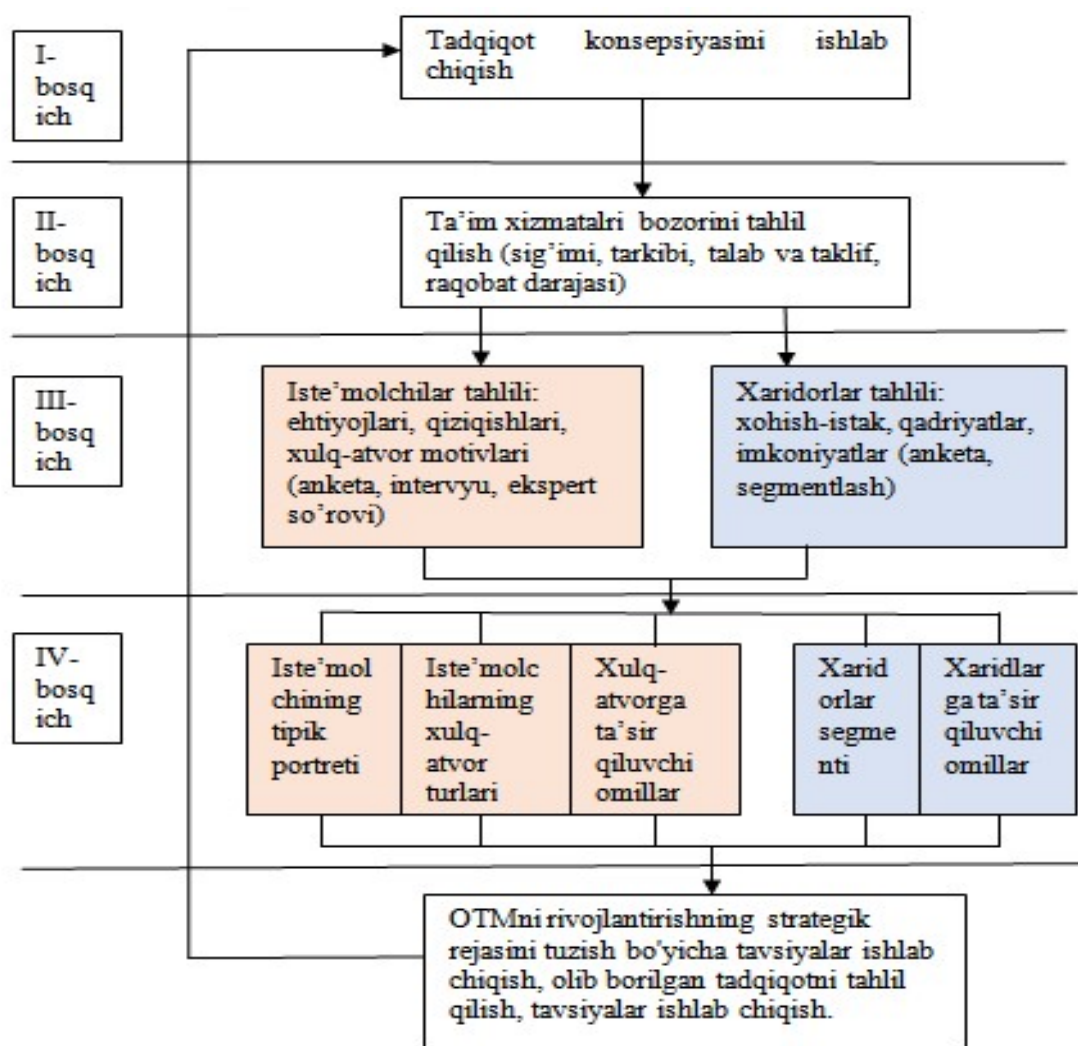 I-
bosq
ich
Tadqiqot konsepsiyasini ishlab
chiqish
II-
bosq
ich
Ta’im xizmatalri bozorini tahlil
qilish (sig’imi, tarkibi, talab va taklif,
raqobat darajasi)
III-
bosq
ich
Iste’molchilar tahlili:
ehtiyojlari, qiziqishlari,
xulq-atvor motivlari
(anketa, intervyu, ekspert
so’rovi)
Xaridorlar tahlili:
xohish-istak, qadriyatlar,
imkoniyatlar (anketa,
segmentlash)
IV-
bosq
ich
Iste’mol
chining
tipik
portreti
Iste’molc
hilarning
xulq-
atvor
turlari
Xulq-
atvorga
ta’sir
qiluvchi
omillar
Xarid
orlar
segme
nti
Xaridlar
ga ta’sir
qiluvchi
omillar
OTMni rivojlantirishning strategik
rejasini tuzish bo'yicha tavsiyalar ishlab
chiqish, olib borilgan tadqiqotni tahlil
qilish, tavsiyalar ishlab chiqish.